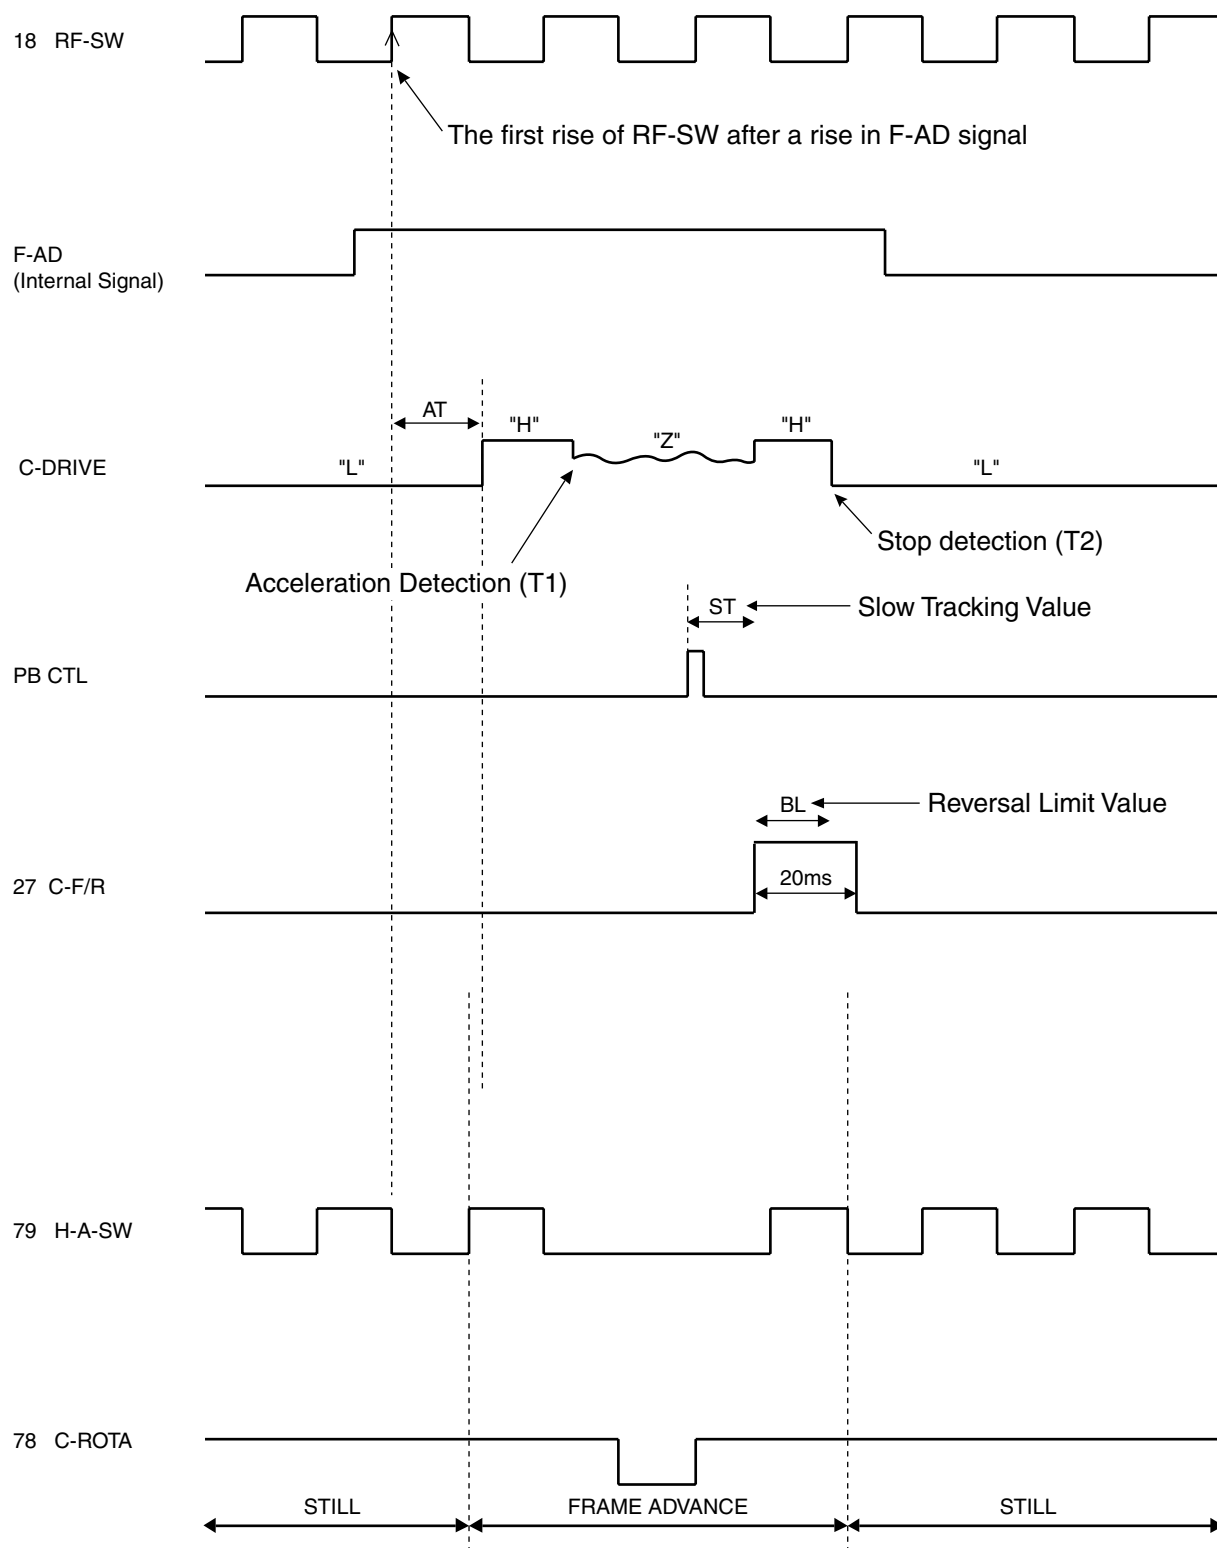 18 RF-SW
The first rise of RF-SW after a rise in F-AD signal
F-AD
(Internal Signal)
AT
"H"
"Z"
"H"
C-DRIVE
"L"
"L"
Stop detection (T2)
Acceleration Detection (T1)
ST
Slow Tracking Value
PB CTL
BL
Reversal Limit Value
27 C-F/R
20ms
79 H-A-SW
78 C-ROTA
STILL
FRAME ADVANCE
STILL